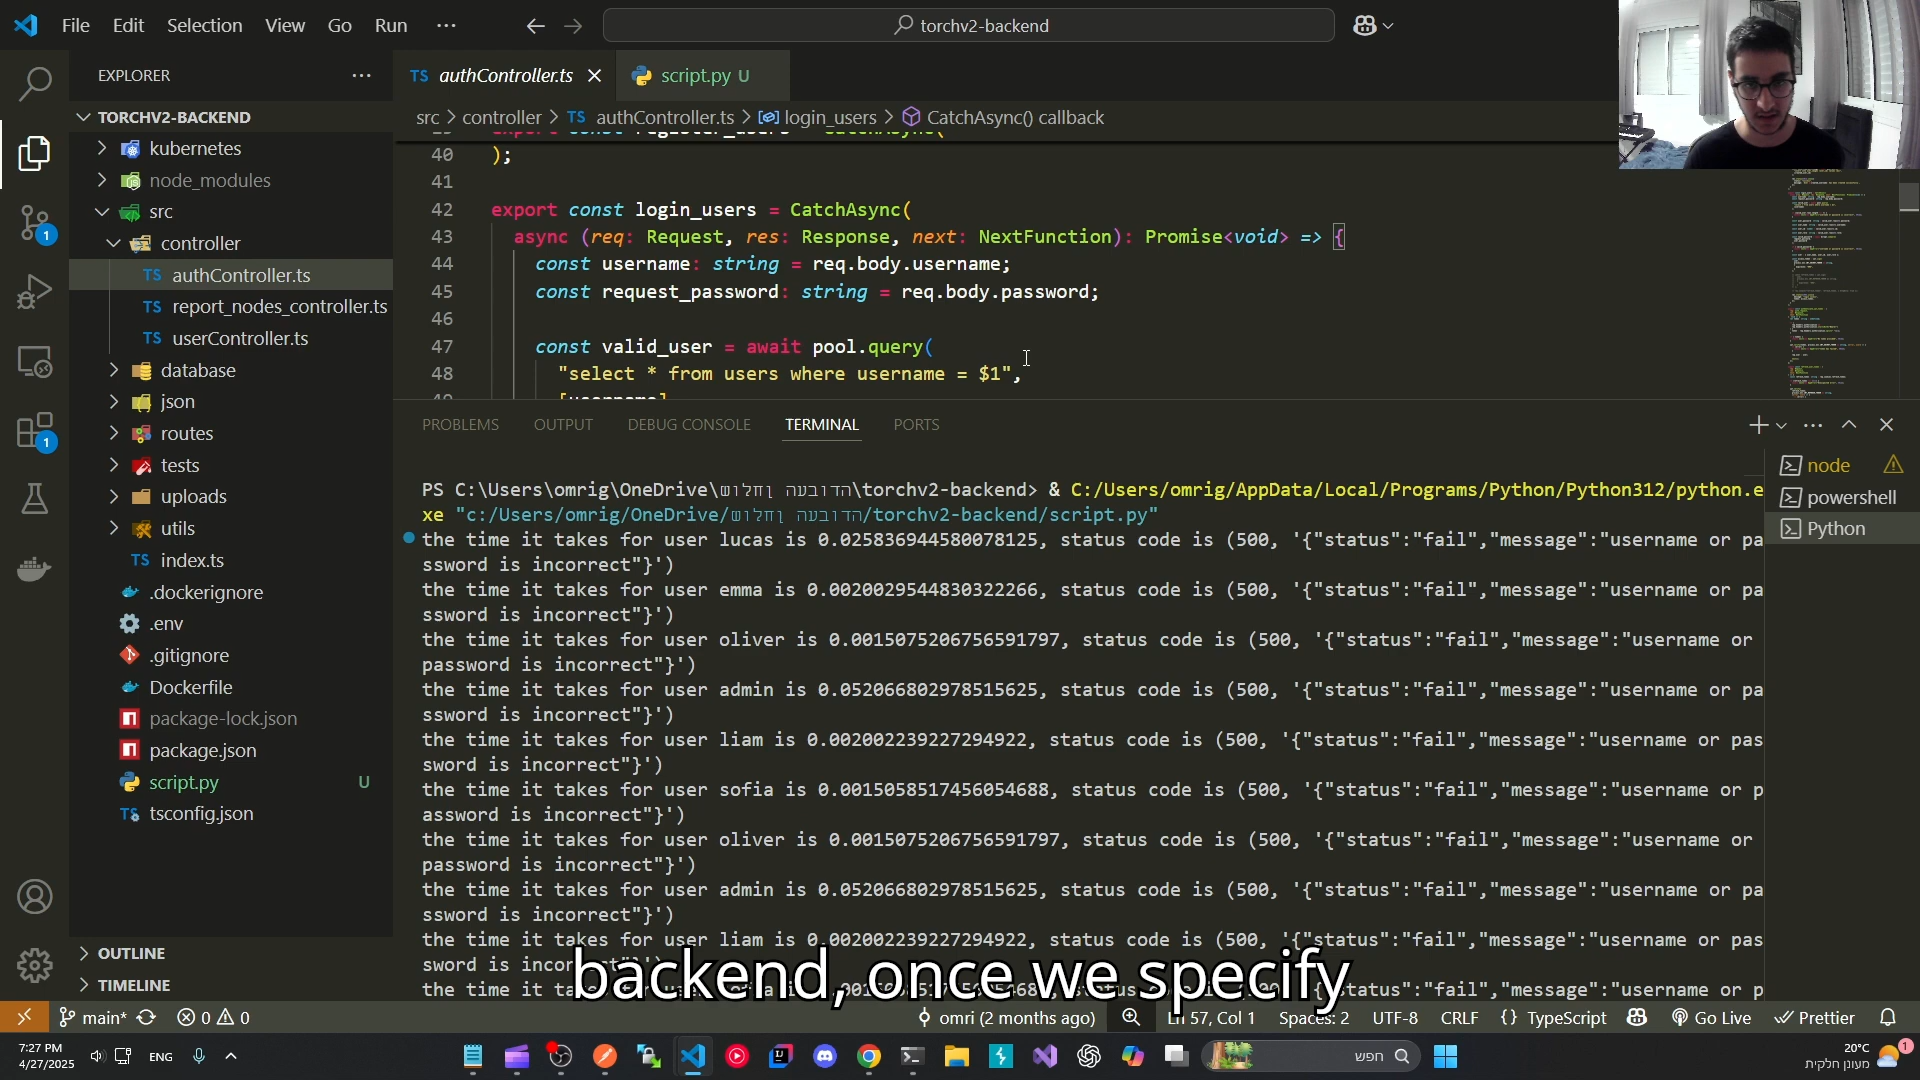 File Edit Selection View Go Run ···
torchv2-backend
EXPLORER
TORCHV2-BACKEND
kubernetes
node_modules
src
controller
TS authController.ts
TS report_nodes_controller.ts
TS userController.ts
database
json
routes
tests
uploads
utils
TS index.ts
.dockerignore
.env
.gitignore
Dockerfile
package-lock.json
package.json
script.py U
TS tsconfig.json
OUTLINE
TIMELINE
1
1
TS authController.ts
script.py U
src > controller > TS authController.ts > login_users > CatchAsync() callback
40 );
41
42 export const login_users = CatchAsync(
43 async (req: Request, res: Response, next: NextFunction): Promise<void> => {
44 const username: string = req.body.username;
45 const request_password: string = req.body.password;
46
47 const valid_user = await pool.query(
48 "select * from users where username = $1",
PROBLEMS OUTPUT DEBUG CONSOLE TERMINAL PORTS
node
powershell
Python
PS C:\Users\omrig\OneDrive\שולחן העבודה\torchv2-backend> & C:/Users/omrig/AppData/Local/Programs/Python/Python312/python.e
xe "c:/Users/omrig/OneDrive/שולחן העבודה/torchv2-backend/script.py"
the time it takes for user lucas is 0.025836944580078125, status code is (500, '{"status":"fail","message":"username or pa
ssword is incorrect"}')
the time it takes for user emma is 0.0020029544830322266, status code is (500, '{"status":"fail","message":"username or pa
ssword is incorrect"}')
the time it takes for user oliver is 0.0015075206756591797, status code is (500, '{"status":"fail","message":"username or
password is incorrect"}')
the time it takes for user admin is 0.052066802978515625, status code is (500, '{"status":"fail","message":"username or pa
ssword is incorrect"}')
the time it takes for user liam is 0.002002239227294922, status code is (500, '{"status":"fail","message":"username or pas
sword is incorrect"}')
the time it takes for user sofia is 0.0015058517456054688, status code is (500, '{"status":"fail","message":"username or p
assword is incorrect"}')
the time it takes for user oliver is 0.0015075206756591797, status code is (500, '{"status":"fail","message":"username or
password is incorrect"}')
the time it takes for user admin is 0.052066802978515625, status code is (500, '{"status":"fail","message":"username or pa
ssword is incorrect"}')
the time it takes for user liam is 0.002002239227294922, status code is (500, '{"status":"fail","message":"username or pas
sword is
backend, once we specify
the time it takes "status":"fail","message":"username or p
main* 0 0
omri (2 months ago) Ln 57, Col 1 Spaces: 2 UTF-8 CRLF {} TypeScript Go Live Prettier
7:27 PM
4/27/2025
ENG
חפש
20°C
מעונן חלקית
1